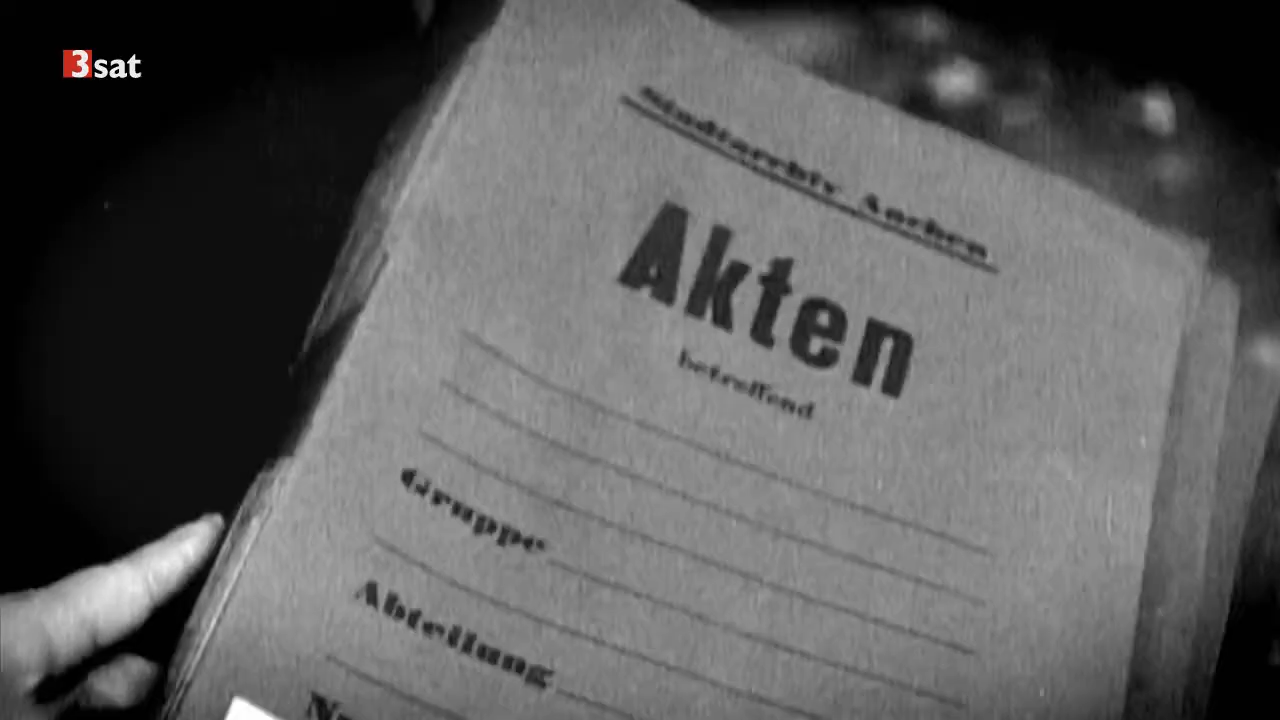 3sat
Stadtarchiv Aachen
Akten
betreffend
Gruppe
Abteilung